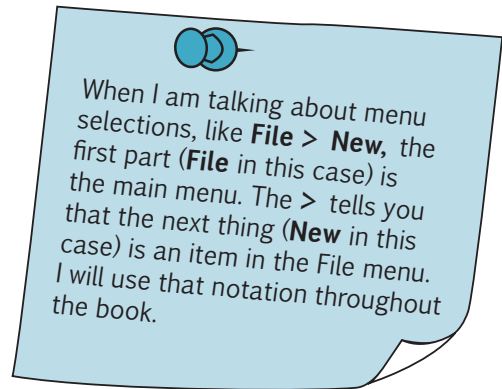 When I am talking about menu
selections, like File > New, the
first part (File in this case) is
the main menu. The > tells you
that the next thing (New in this
case) is an item in the File menu.
I will use that notation throughout
the book.